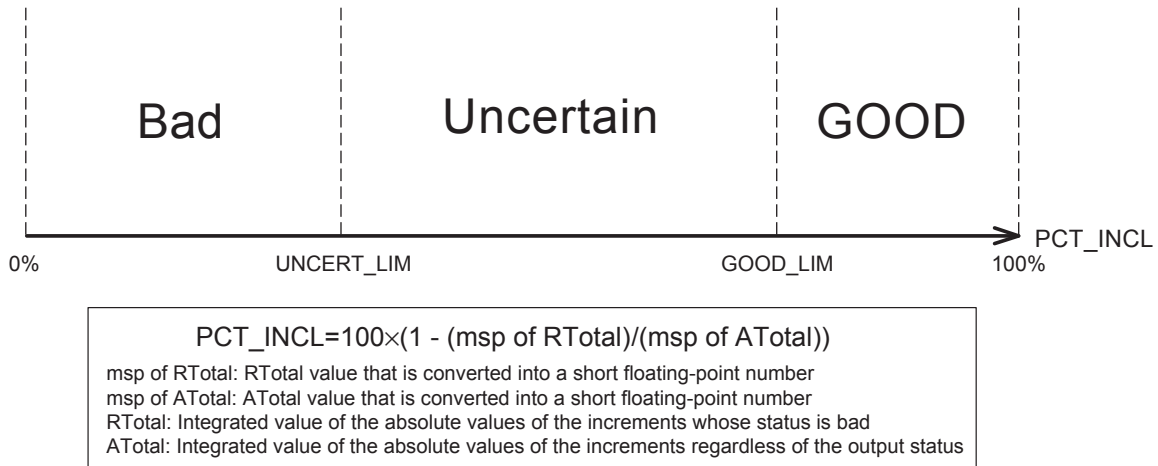 Bad
Uncertain
GOOD
PCT_INCL
0%
UNCERT_LIM
GOOD_LIM
100%
PCT_INCL=100×(1 - (msp of RTotal)/(msp of ATotal))
msp of RTotal: RTotal value that is converted into a short floating-point number
msp of ATotal: ATotal value that is converted into a short floating-point number
RTotal: Integrated value of the absolute values of the increments whose status is bad
ATotal: Integrated value of the absolute values of the increments regardless of the output status